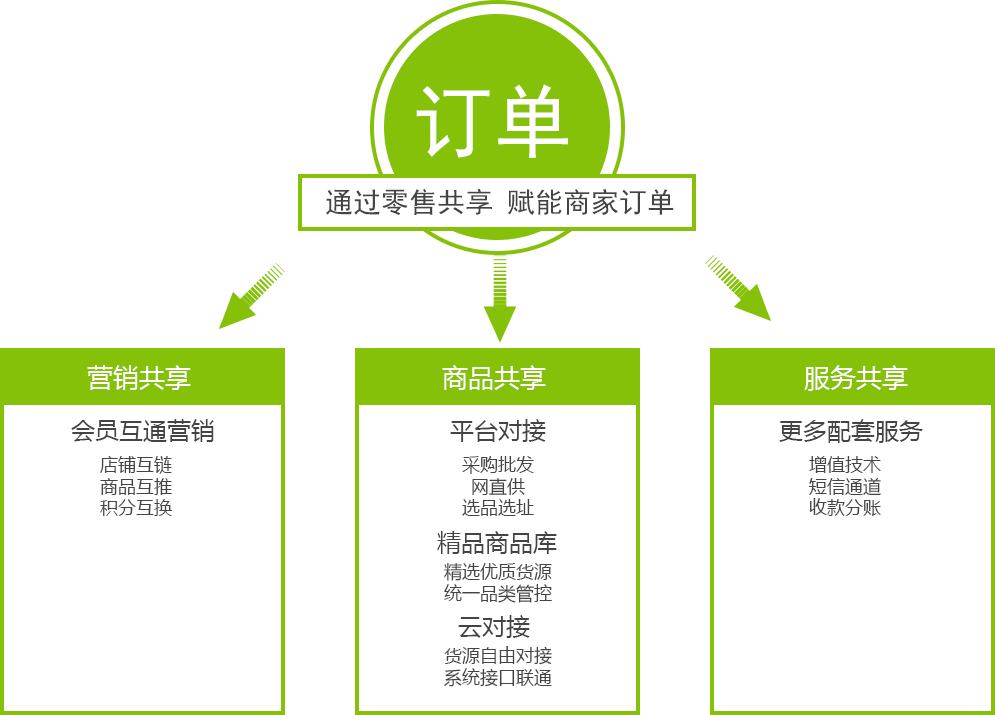 订单
通过零售共享 赋能商家订单
营销共享
会员互通营销
店铺互链
商品互推
积分互换
商品共享
平台对接
采购批发
网直供
选品选址
精品商品库
精选优质货源
统一品类管控
云对接
货源自由对接
系统接口联通
服务共享
更多配套服务
增值技术
短信通道
收款分账